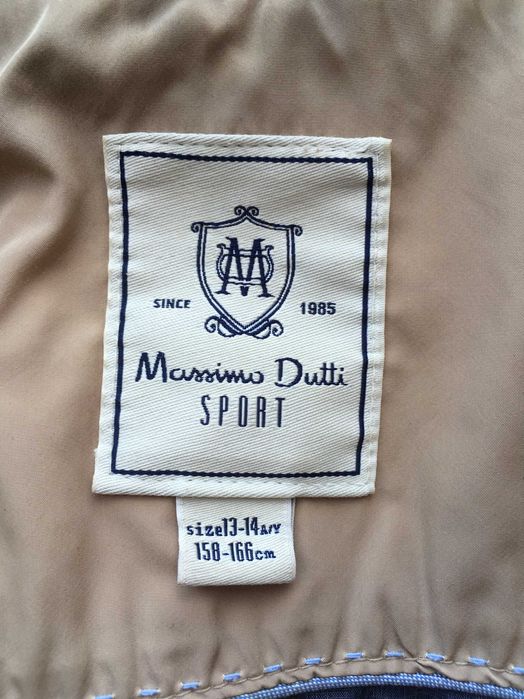 M
SINCE 1985
Massimo Dutti
SPORT
size13-14A/Y
158-166cm